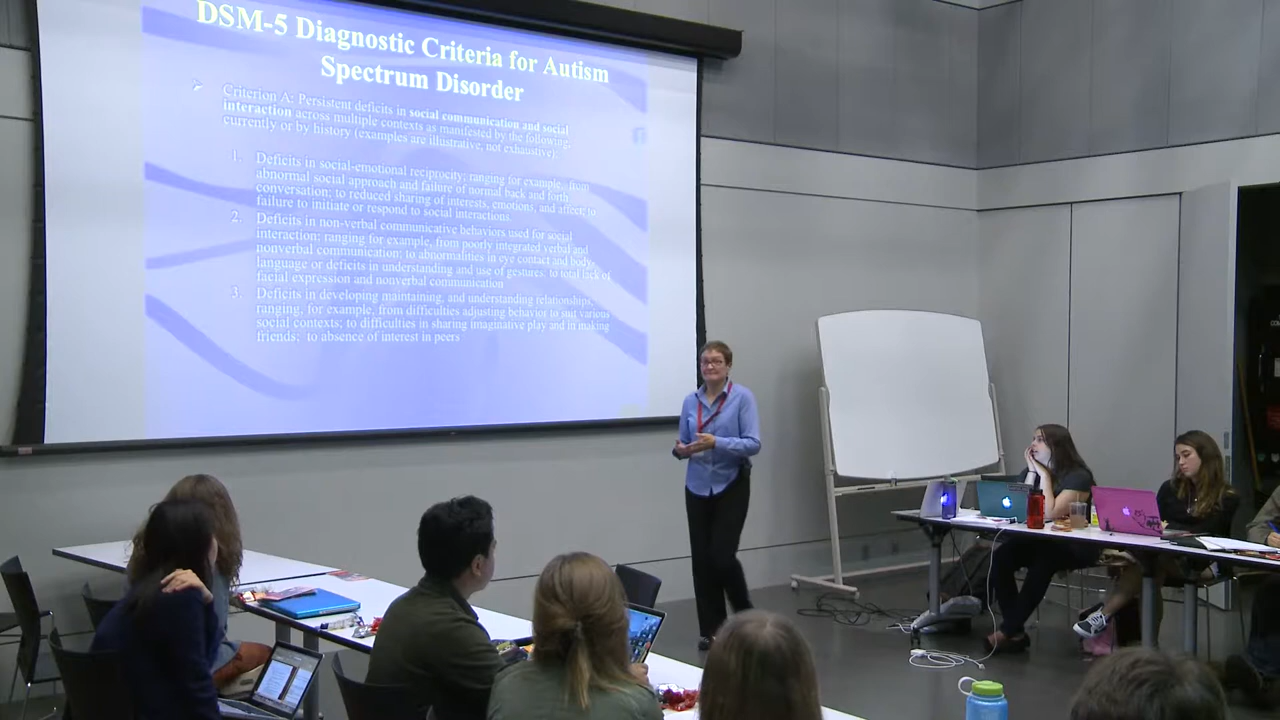 DSM-5 Diagnostic Criteria for Autism
Spectrum Disorder
Criterion A: Persistent deficits in social communication and social
interaction across multiple contexts as manifested by the following,
currently or by history (examples are illustrative, not exhaustive):
1. Deficits in social-emotional reciprocity; ranging for example, from
abnormal social approach and failure of normal back and forth
conversation; to reduced sharing of interests, emotions, and affect; to
failure to initiate or respond to social interactions.
2. Deficits in non-verbal communicative behaviors used for social
interaction; ranging for example, from poorly integrated verbal and
nonverbal communication; to abnormalities in eye contact and body-
language or deficits in understanding and use of gestures: to total lack of
facial expression and nonverbal communication
3. Deficits in developing maintaining, and understanding relationships,
ranging, for example, from difficulties adjusting behavior to suit various
social contexts; to difficulties in sharing imaginative play and in making
friends; to absence of interest in peers